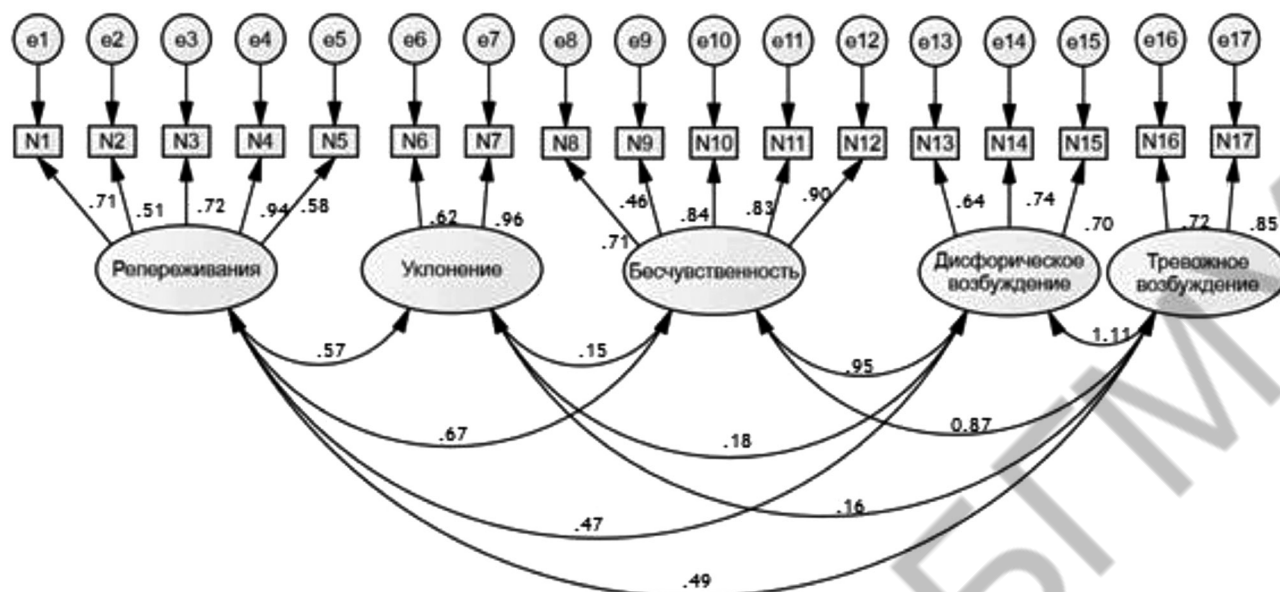 e1 e2 e3 e4 e5 e6 e7 e8 e9 e10 e11 e12 e13 e14 e15 e16 e17
N1 N2 N3 N4 N5 N6 N7 N8 N9 N10 N11 N12 N13 N14 N15 N16 N17
.71 .51 .72 .94 .58 .62 .96 .71 .46 .84 .83 .90 .64 .74 .70 .72 .85
Репереживания
Уклонение
Бесчувственность
Дисфорическое
возбуждение
Тревожное
возбуждение
.57 .15 .95 1.11
.67 .18 0.87
.47 .16
.49
БГМ